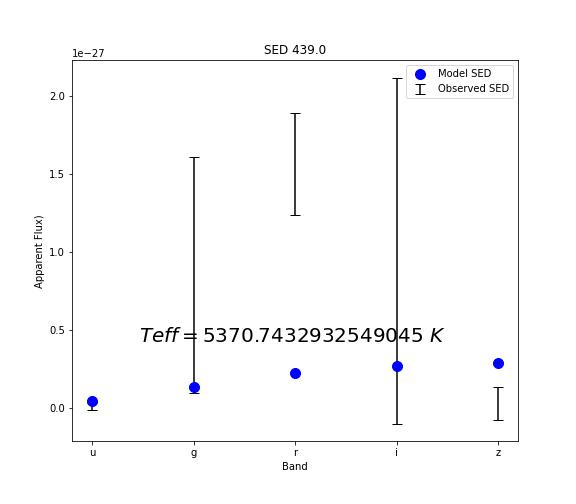 SED 439.0
1e−27
Model SED
Observed SED
2.0
1.5
1.0
0.5
0.0
Apparent Flux)
Teff = 5370.7432932549045 K
u g r i z
Band